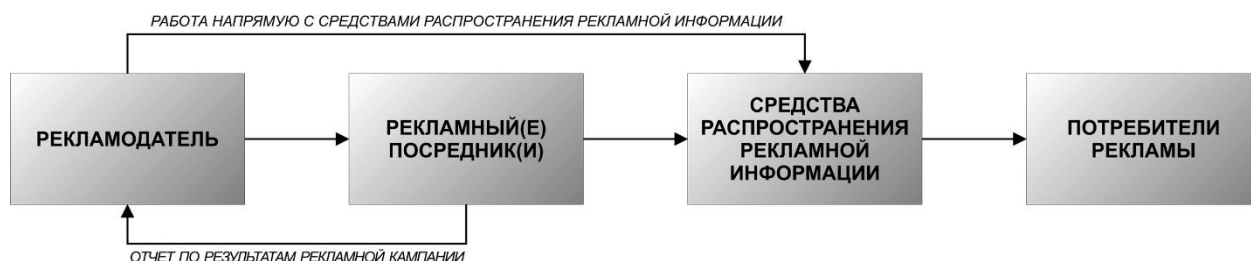 РАБОТА НАПРЯМУЮ С СРЕДСТВАМИ РАСПРОСТРАНЕНИЯ РЕКЛАМНОЙ ИНФОРМАЦИИ
РЕКЛАМОДАТЕЛЬ
РЕКЛАМНЫЙ(Е)
ПОСРЕДНИК(И)
СРЕДСТВА
РАСПРОСТРАНЕНИЯ
РЕКЛАМНОЙ
ИНФОРМАЦИИ
ПОТРЕБИТЕЛИ
РЕКЛАМЫ
ОТЧЕТ ПО РЕЗУЛЬТАТАМ РЕКЛАМНОЙ КАМПАНИИ